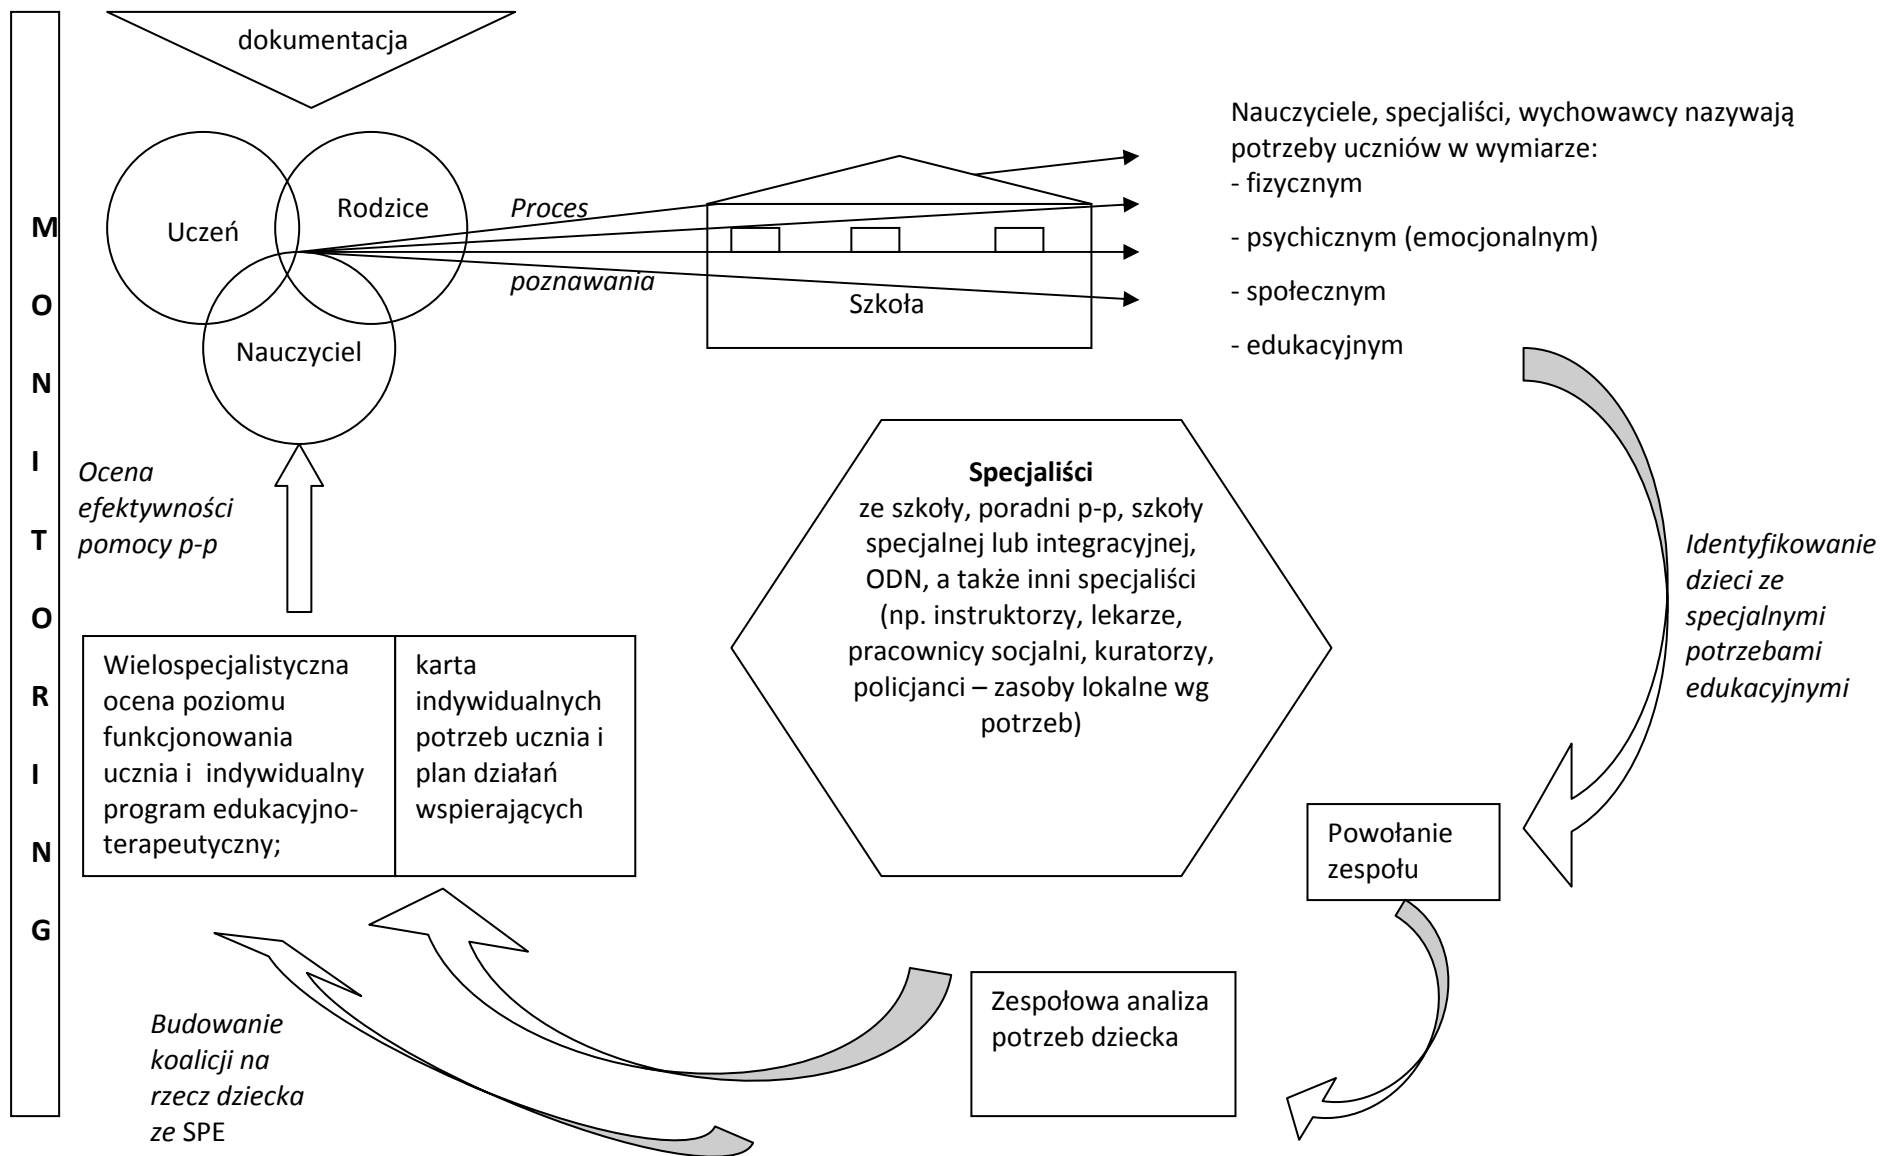 dokumentacja
Uczeń
Rodzice
Nauczyciel
Proces
poznawania
Szkoła
Nauczyciele, specjaliści, wychowawcy nazywają
potrzeby uczniów w wymiarze:
- fizycznym
- psychicznym (emocjonalnym)
- społecznym
- edukacyjnym
M
O
N
I
T
O
R
I
N
G
Ocena
efektywności
pomocy p-p
Specjaliści
ze szkoły, poradni p-p, szkoły
specjalnej lub integracyjnej,
ODN, a także inni specjaliści
(np. instruktorzy, lekarze,
pracownicy socjalni, kuratorzy,
policjanci – zasoby lokalne wg
potrzeb)
Identyfikowanie
dzieci ze
specjalnymi
potrzebami
edukacyjnymi
Wielospecjalistyczna
ocena poziomu
funkcjonowania
ucznia i  indywidualny
program edukacyjno-
terapeutyczny;
karta
indywidualnych
potrzeb ucznia i
plan działań
wspierających
Powołanie
zespołu
Zespołowa analiza
potrzeb dziecka
Budowanie
koalicji na
rzecz dziecka
ze SPE